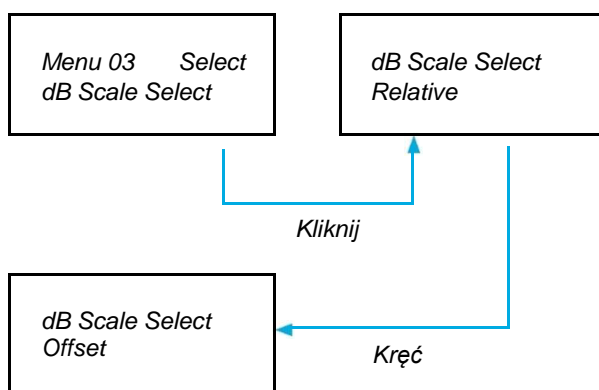 Menu 03 Select
dB Scale Select
dB Scale Select
Relative
Kliknij
dB Scale Select
Offset
Kręć